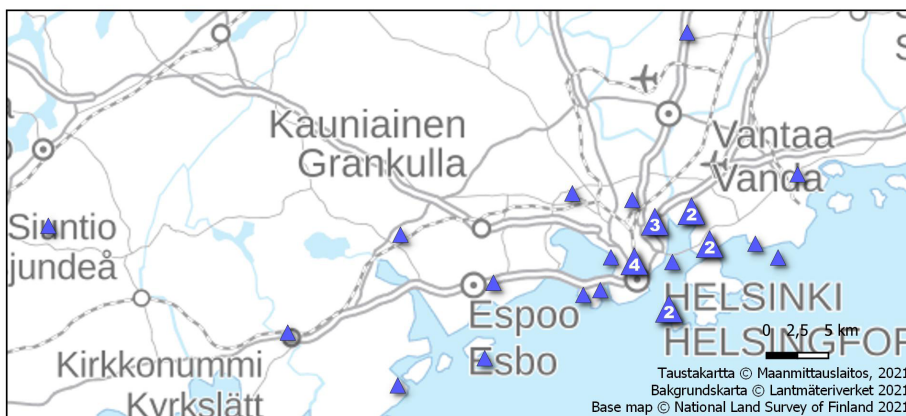 Kauniainen
Grankulla
Vantaa
Vanda
Siuntio
jundeå
3
2
2
4
2
HELSINKI
HELSINGFOR
Espoo
Esbo
0 2,5 5 km
Kirkkonummi
Kyrkslätt
Taustakartta © Maanmittauslaitos, 2021
Bakgrundskarta © Lantmäteriverket 2021
Base map © National Land Survey of Finland 2021